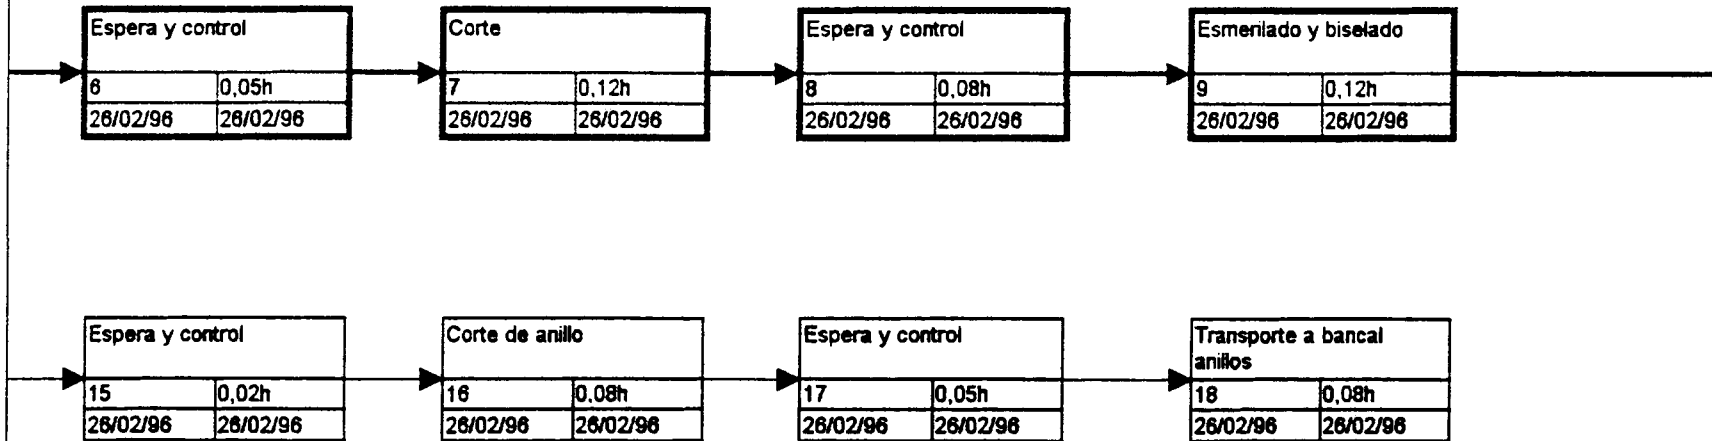 Espera y control
6 0,05h
26/02/96 26/02/96
Corte
7 0,12h
26/02/96 26/02/96
Espera y control
8 0,08h
26/02/96 26/02/96
Esmerilado y biselado
9 0,12h
26/02/96 26/02/96
Espera y control
15 0,02h
26/02/96 26/02/96
Corte de anillo
16 0,08h
26/02/96 26/02/96
Espera y control
17 0,05h
26/02/96 26/02/96
Transporte a bancal
anillos
18 0,08h
26/02/96 26/02/96